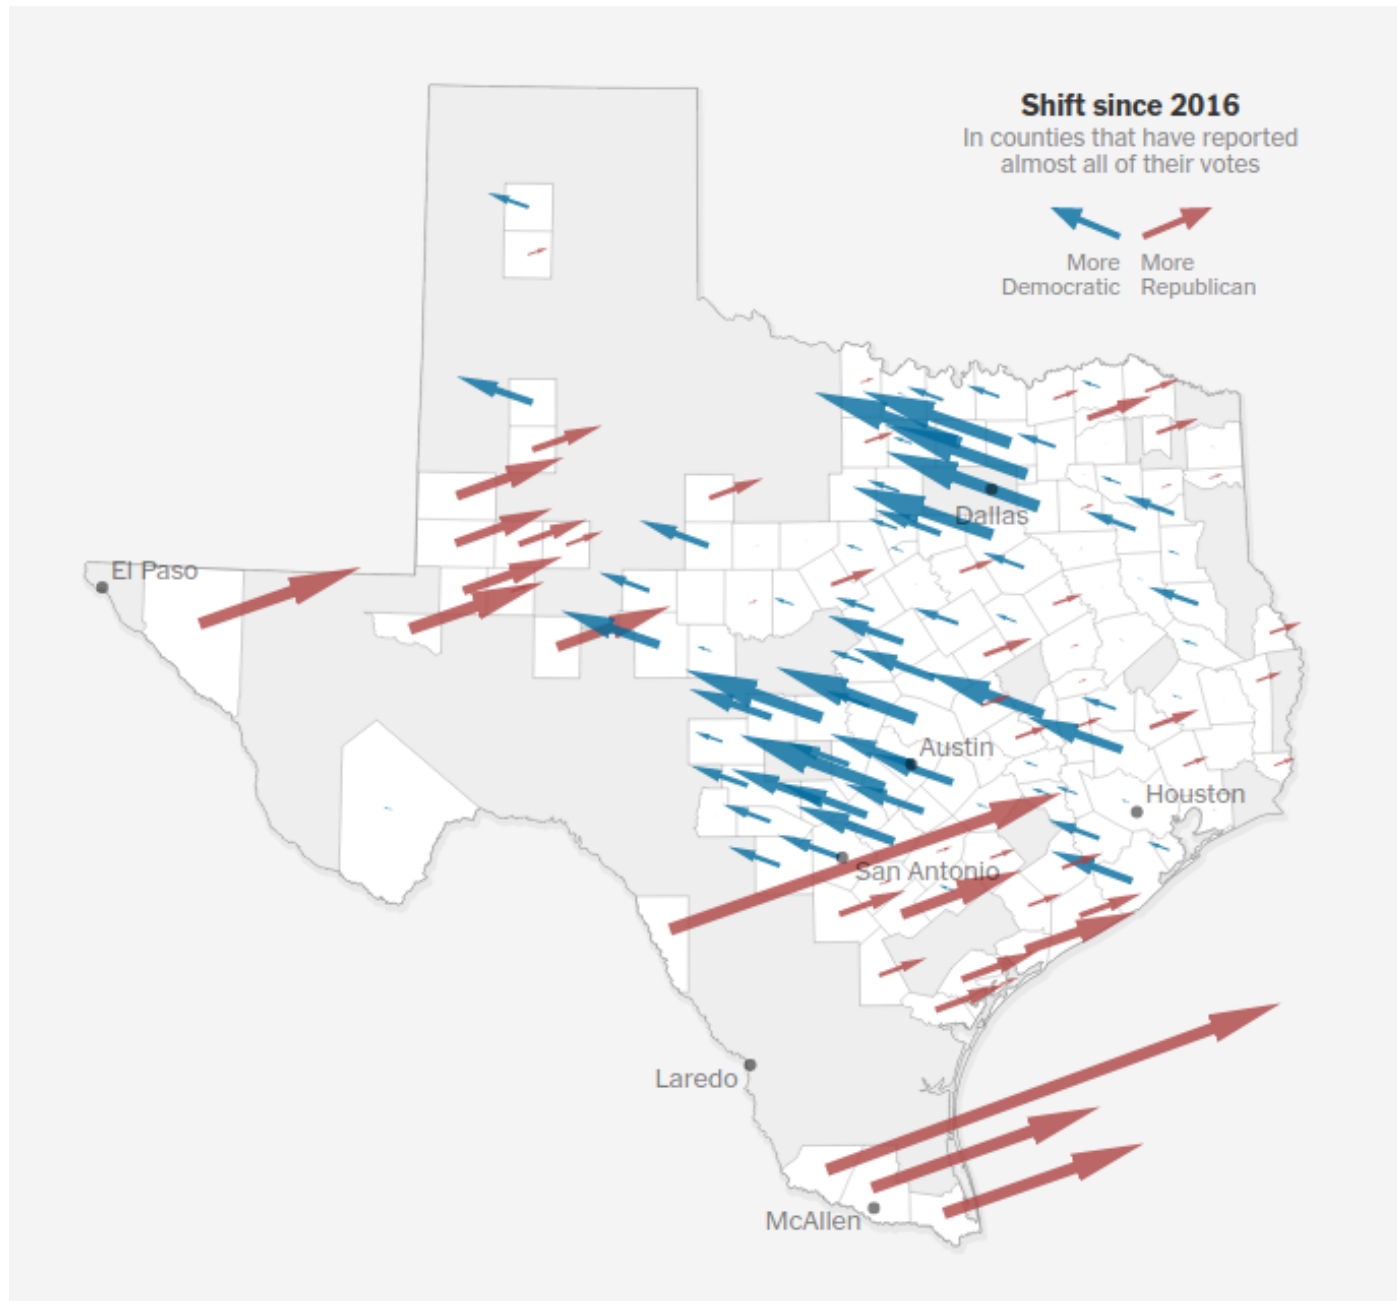 Shift since 2016
In counties that have reported
almost all of their votes
More More
Democratic Republican
Dallas
El Paso
Austin
Houston
San Antonio
Laredo
McAllen